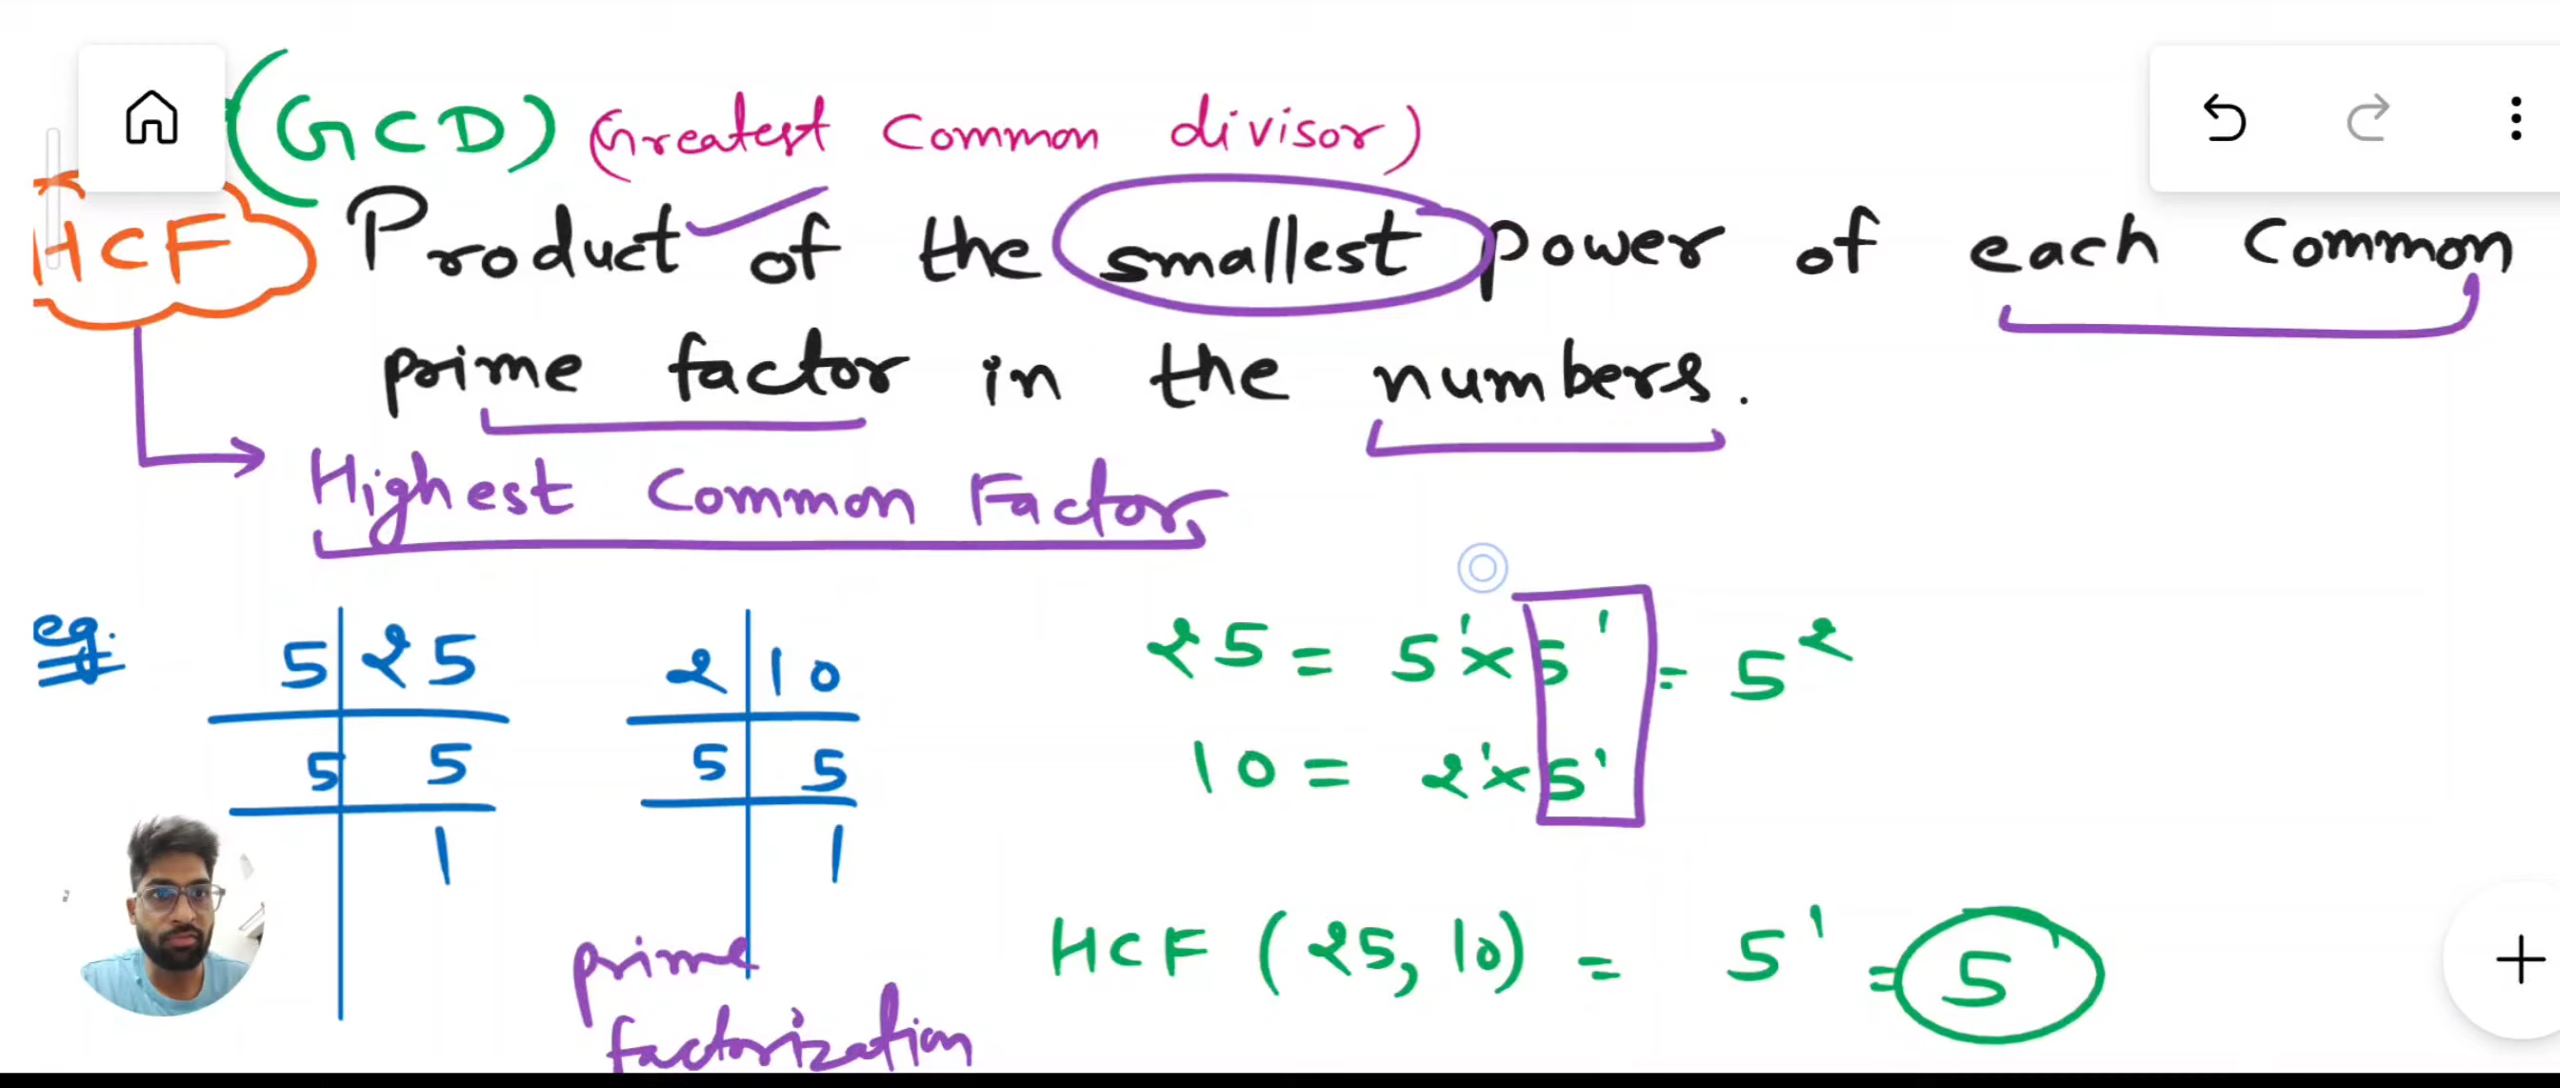 (GCD) (Greatest Common divisor)
HCF Product of the smallest power of each common
prime factor in the numbers.
Highest Common Factor
eg. 5 25 2 10 25 = 5¹×5¹ = 5²
5 5 5 5 10 = 2¹×5¹
1 1
HCF (25, 10) = 5¹ = 5
prime
factorization